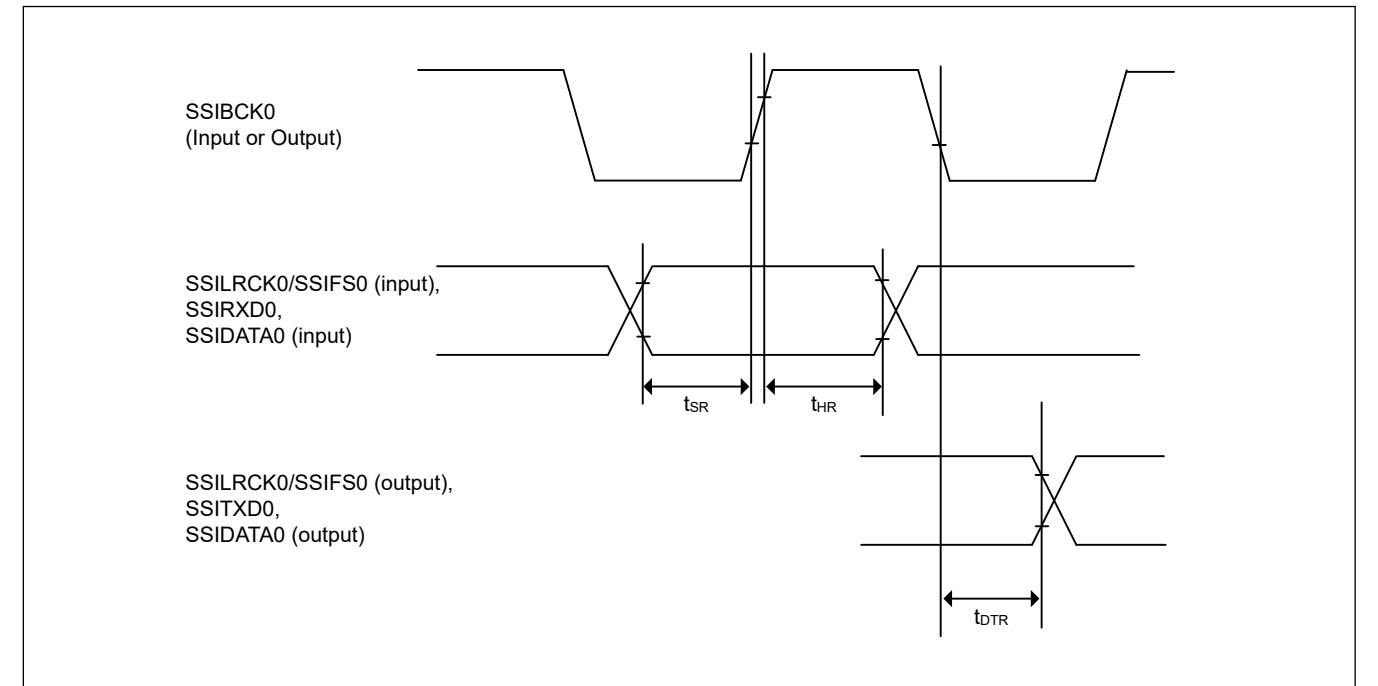 SSIBCK0
(Input or Output)
SSILRCK0/SSIFS0 (input),
SSIRXD0,
SSIDATA0 (input)
tSR
tHR
SSILRCK0/SSIFS0 (output),
SSITXD0,
SSIDATA0 (output)
tDTR